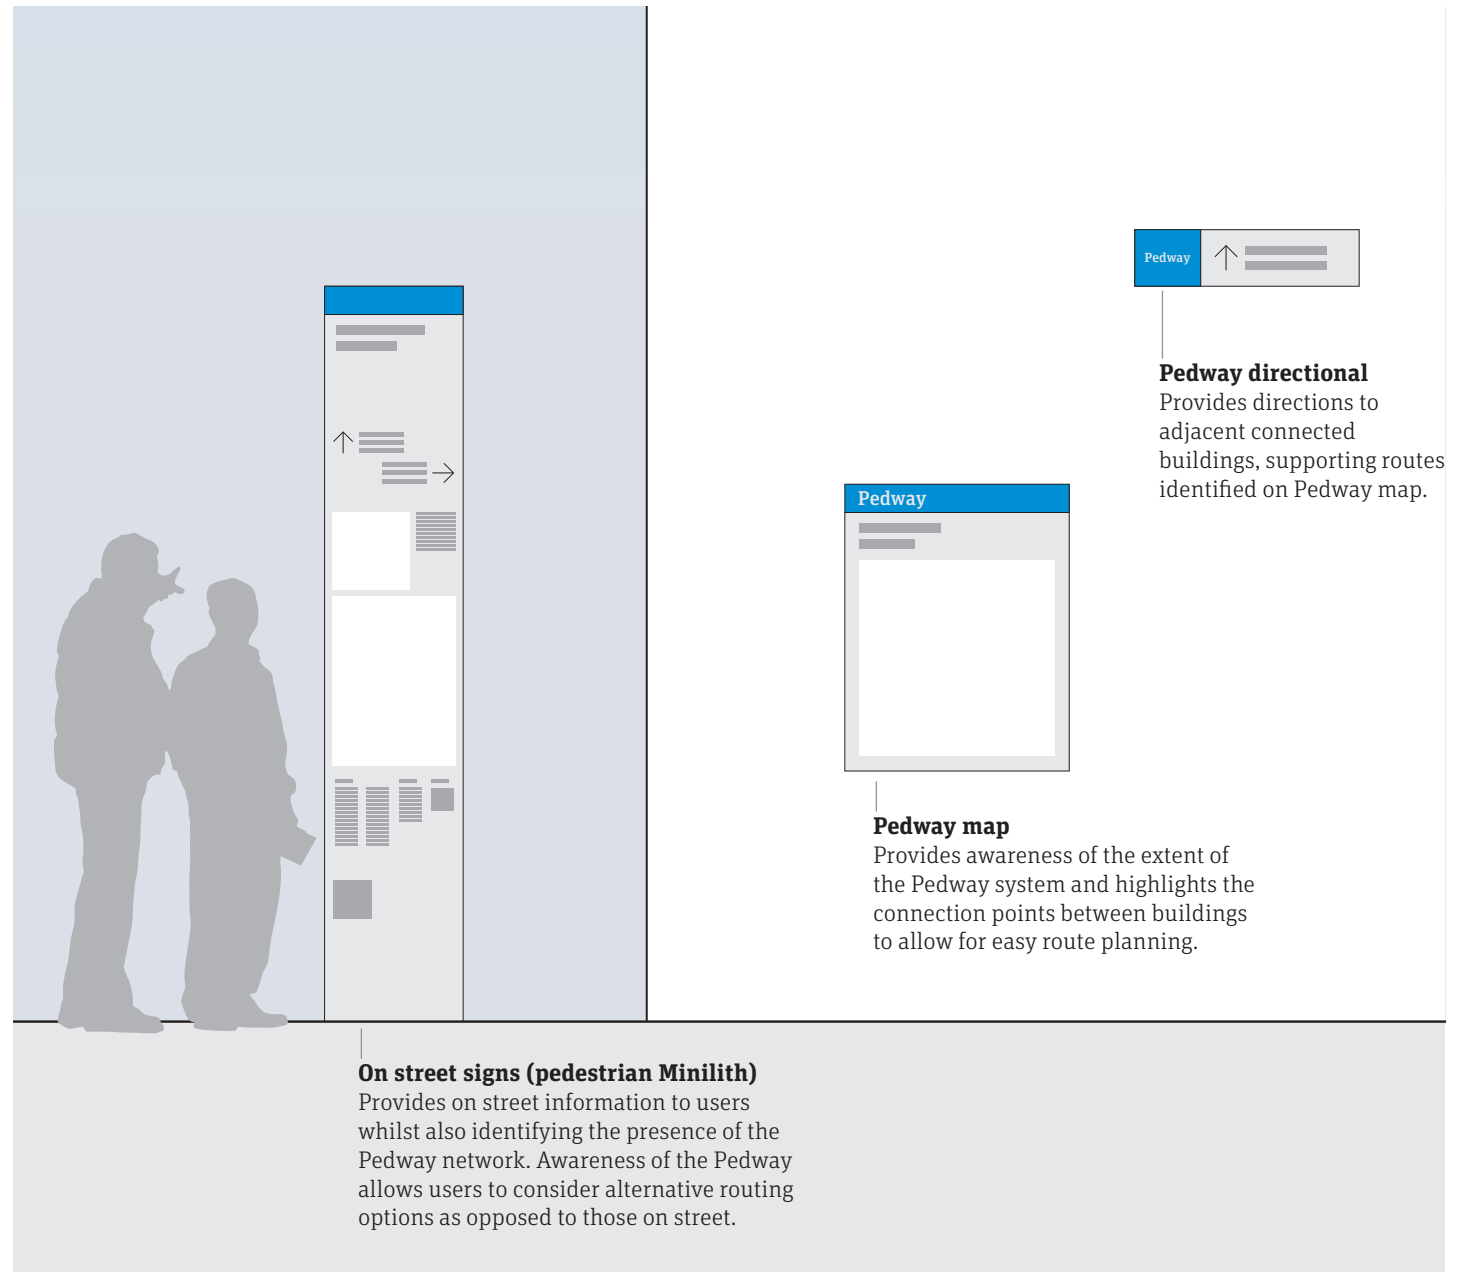 Pedway
Pedway directional
Provides directions to
adjacent connected
buildings, supporting routes
identified on Pedway map.
Pedway
Pedway map
Provides awareness of the extent of
the Pedway system and highlights the
connection points between buildings
to allow for easy route planning.
On street signs (pedestrian Minilith)
Provides on street information to users
whilst also identifying the presence of the
Pedway network. Awareness of the Pedway
allows users to consider alternative routing
options as opposed to those on street.